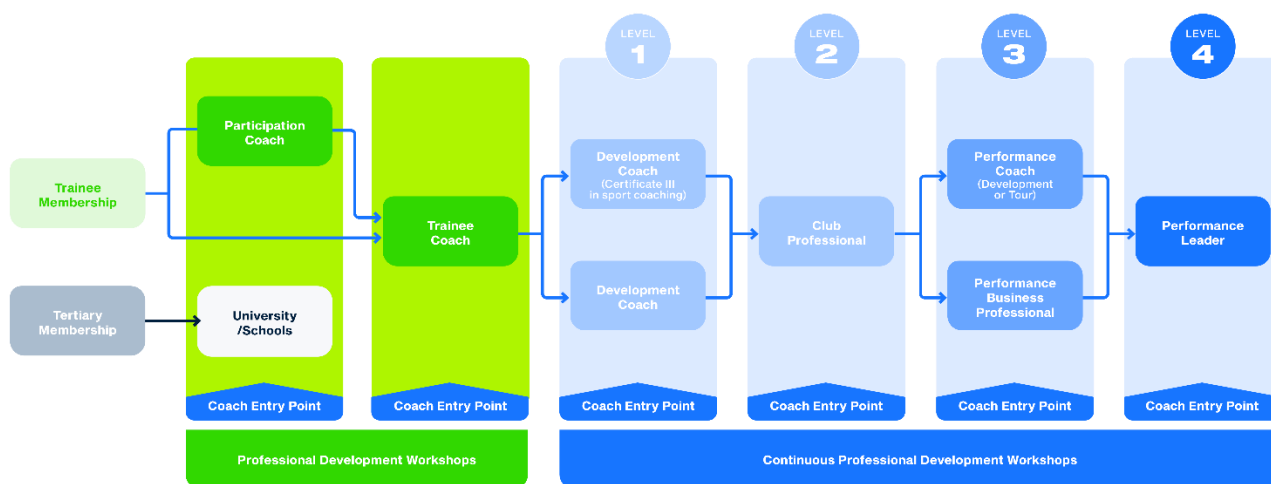 LEVEL
1
LEVEL
2
LEVEL
3
LEVEL
4
Participation
Coach
Trainee
Membership
Trainee
Coach
Development
Coach
(Certificate III
in sport coaching)
Club
Professional
Performance
Coach
(Development
or Tour)
Performance
Leader
Tertiary
Membership
University
/Schools
Development
Coach
Performance
Business
Professional
Coach Entry Point
Coach Entry Point
Coach Entry Point
Coach Entry Point
Coach Entry Point
Coach Entry Point
Professional Development Workshops
Continuous Professional Development Workshops